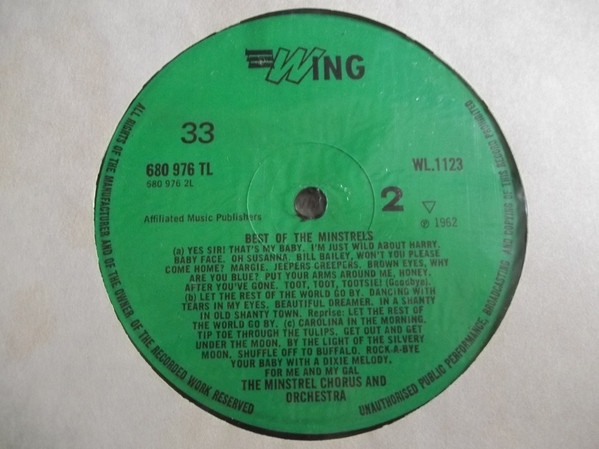 WING
33
680 976 TL
680 976 2L
WL.1123
2
Affiliated Music Publishers
℗ 1962
BEST OF THE MINSTRELS
(a) YES SIR! THAT'S MY BABY. I'M JUST WILD ABOUT HARRY.
BABY FACE. OH SUSANNA. BILL BAILEY, WON'T YOU PLEASE
COME HOME? MARGIE. JEEPERS CREEPERS. BROWN EYES, WHY
ARE YOU BLUE? PUT YOUR ARMS AROUND ME, HONEY.
AFTER YOU'VE GONE. TOOT, TOOT, TOOTSIE! (Goodbye).
(b) LET THE REST OF THE WORLD GO BY. DANCING WITH
TEARS IN MY EYES. BEAUTIFUL DREAMER. IN A SHANTY
IN OLD SHANTY TOWN. Reprise: LET THE REST OF
THE WORLD GO BY. (c) CAROLINA IN THE MORNING.
TIP TOE THROUGH THE TULIPS. GET OUT AND GET
UNDER THE MOON. BY THE LIGHT OF THE SILVERY
MOON. SHUFFLE OFF TO BUFFALO. ROCK-A-BYE
YOUR BABY WITH A DIXIE MELODY.
FOR ME AND MY GAL
THE MINSTREL CHORUS AND
ORCHESTRA
ALL RIGHTS OF THE MANUFACTURER AND OF THE OWNER OF THE RECORDED WORK RESERVED
UNAUTHORISED PUBLIC PERFORMANCE, BROADCASTING AND COPYING OF THIS RECORD PROHIBITED